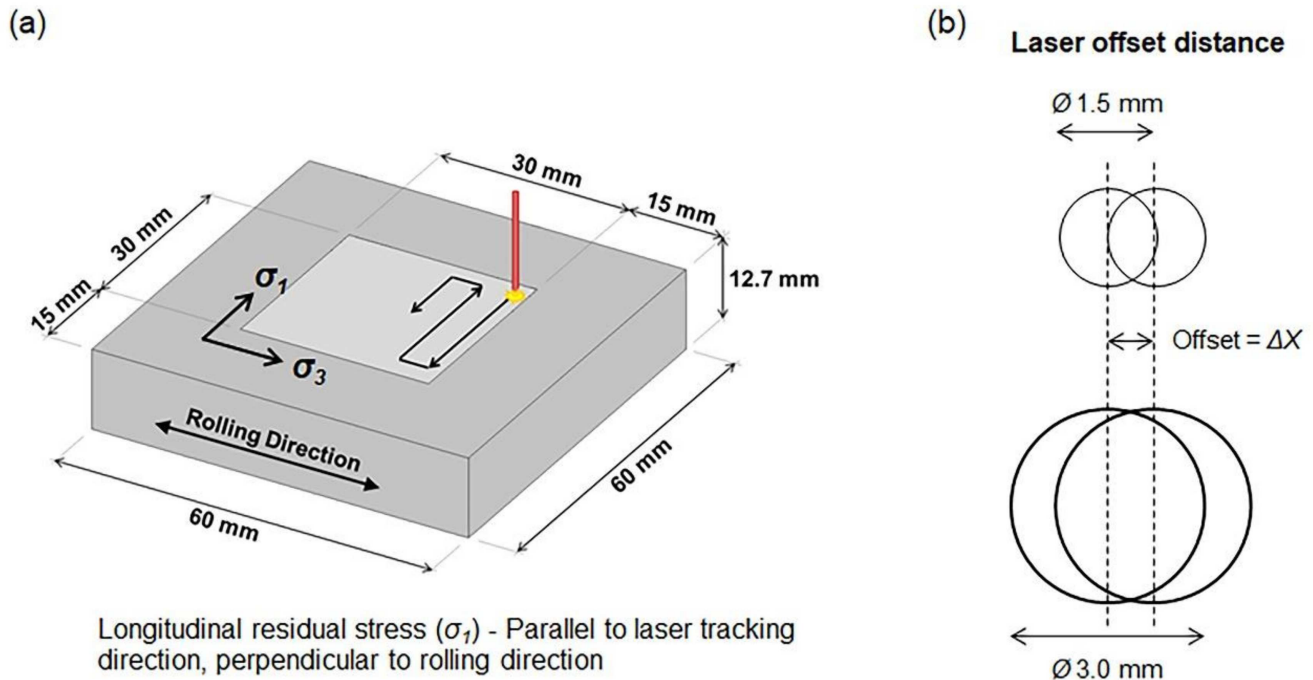 (a)
30 mm
15 mm
12.7 mm
30 mm
15 mm
σ1
σ3
Rolling Direction
60 mm
60 mm
Longitudinal residual stress (σ1) - Parallel to laser tracking
direction, perpendicular to rolling direction
(b)
Laser offset distance
Ø 1.5 mm
Offset = ΔX
Ø 3.0 mm